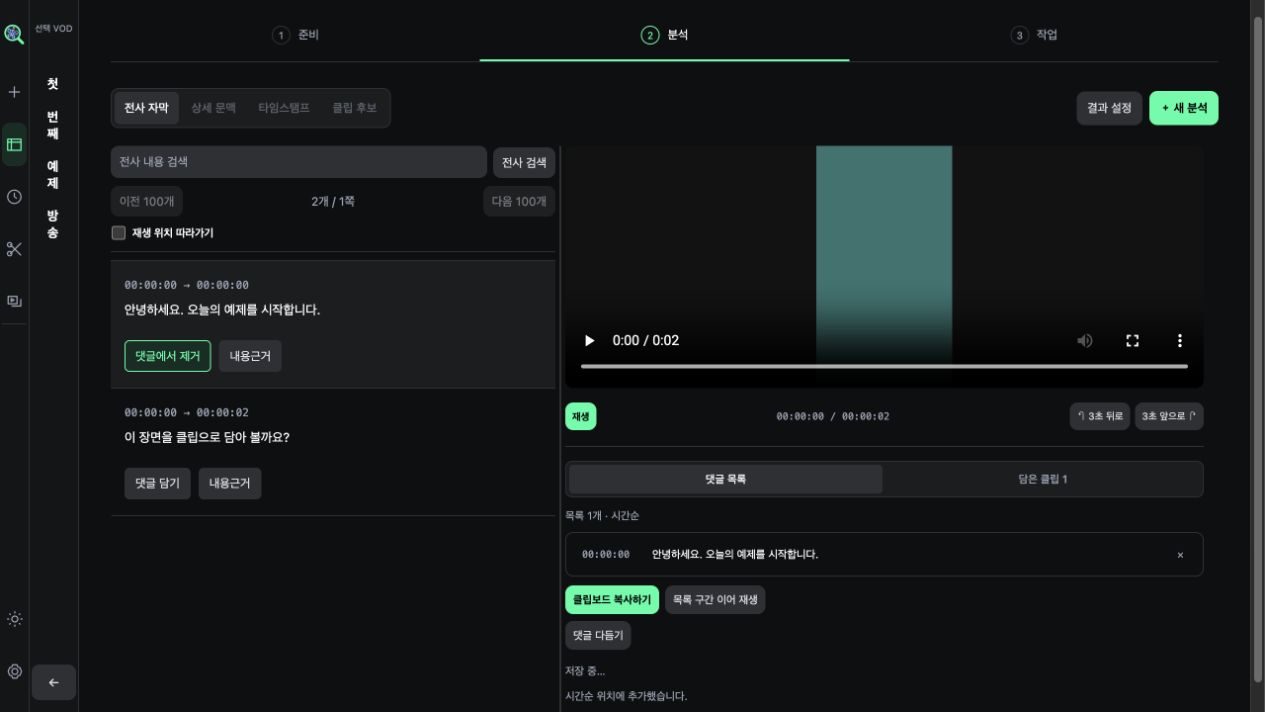 선택 VOD
첫
번
째
예
제
방
송
1 준비
2 분석
3 작업
전사 자막 상세 문맥 타임스탬프 클립 후보
결과 설정 + 새 분석
전사 내용 검색 전사 검색
이전 100개 2개 / 1쪽 다음 100개
재생 위치 따라가기
00:00:00 → 00:00:00
안녕하세요. 오늘의 예제를 시작합니다.
댓글에서 제거 내용근거
00:00:00 → 00:00:02
이 장면을 클립으로 담아 볼까요?
댓글 담기 내용근거
0:00 / 0:02
재생 00:00:00 / 00:00:02 3초 뒤로 3초 앞으로
댓글 목록 담은 클립 1
목록 1개 · 시간순
00:00:00 안녕하세요. 오늘의 예제를 시작합니다. ×
클립보드 복사하기 목록 구간 이어 재생
댓글 다듬기
저장 중...
시간순 위치에 추가했습니다.